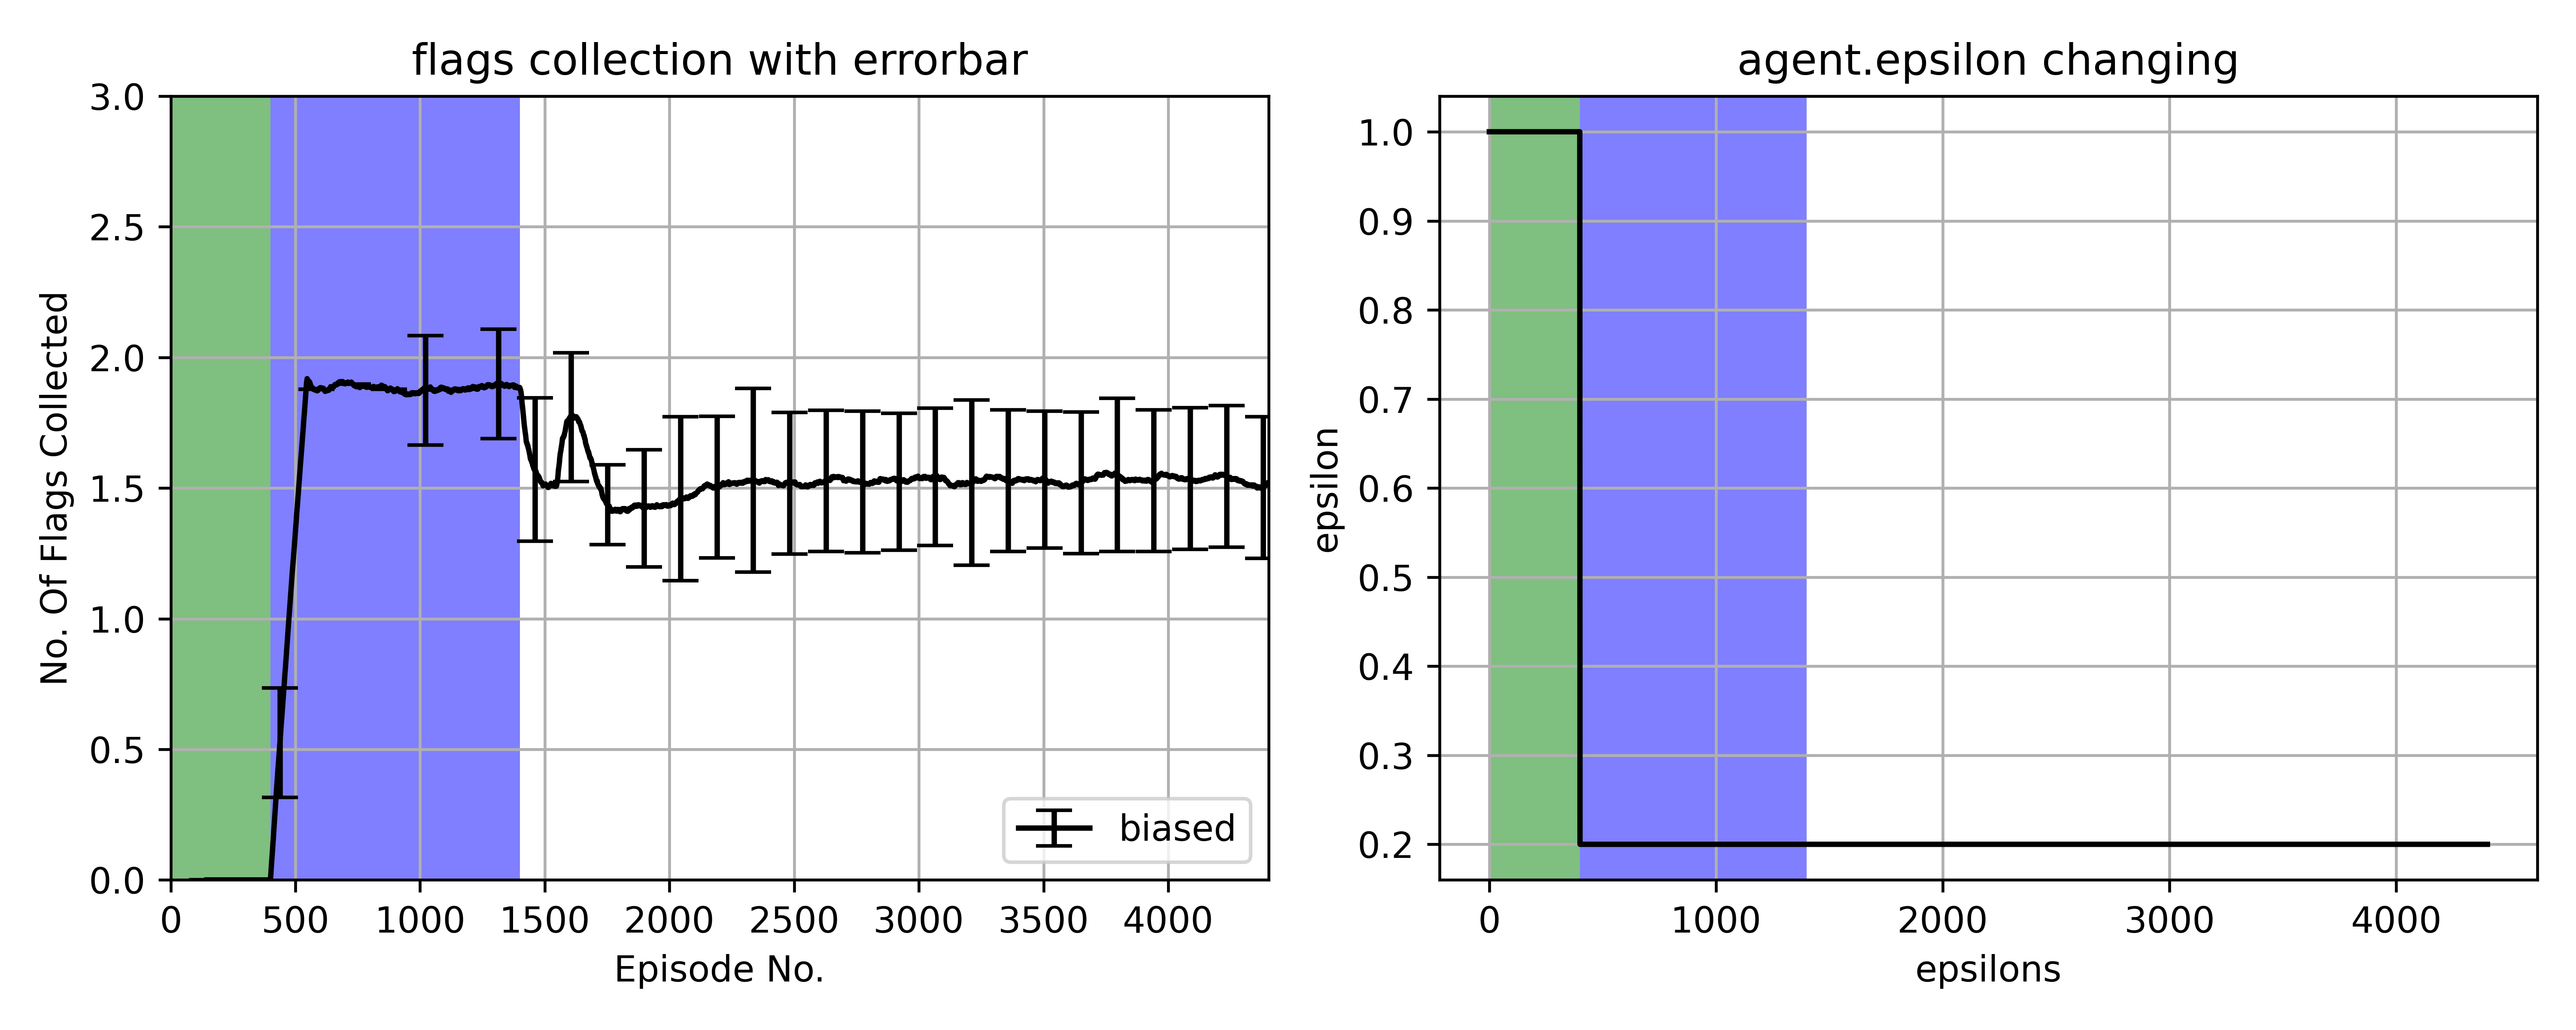 flags collection with errorbar
3.0
2.5
2.0
1.5
1.0
0.5
0.0
No. Of Flags Collected
0 500 1000 1500 2000 2500 3000 3500 4000
Episode No.
biased
agent.epsilon changing
1.0
0.9
0.8
0.7
0.6
0.5
0.4
0.3
0.2
epsilon
0 1000 2000 3000 4000
epsilons